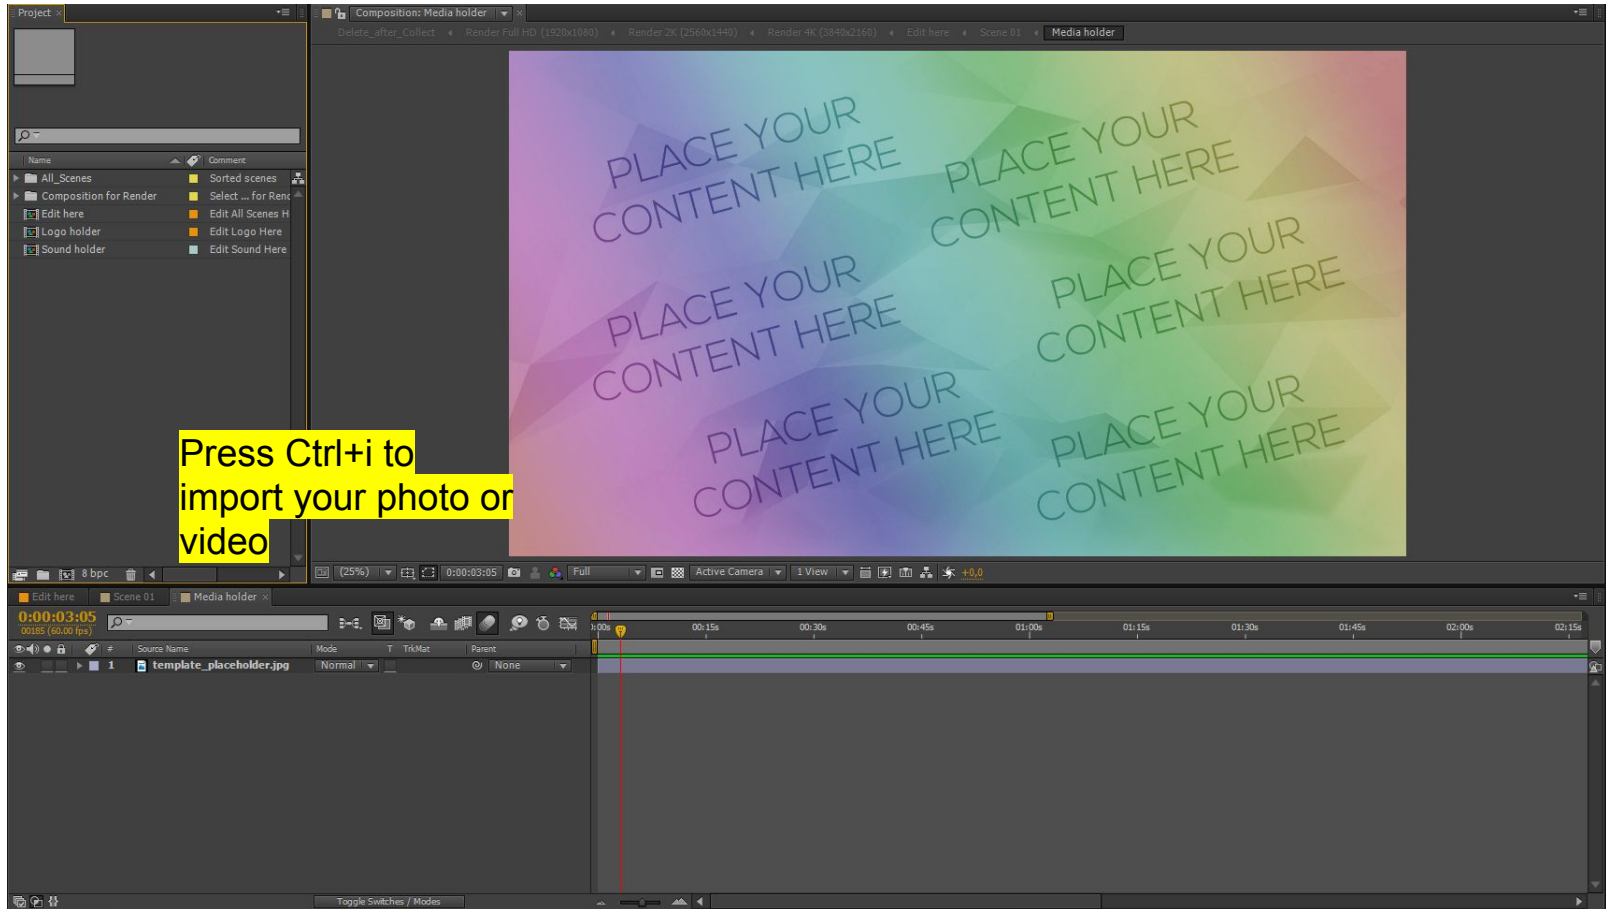 Project ×
Composition: Media holder ×
Delete_after_Collect Render Full HD (1920x1080) Render 2K (2560x1440) Render 4K (3840x2160) Edit here Scene 01 Media holder
Name Comment
All_Scenes Sorted scenes
Composition for Render Select ... for Rend
Edit here Edit All Scenes H
Logo holder Edit Logo Here
Sound holder Edit Sound Here
PLACE YOUR
CONTENT HERE
PLACE YOUR
CONTENT HERE
PLACE YOUR
CONTENT HERE
PLACE YOUR
CONTENT HERE
PLACE YOUR
CONTENT HERE
PLACE YOUR
CONTENT HERE
Press Ctrl+i to
import your photo or
video
8 bpc
(25%) 0:00:03:05 Full Active Camera 1 View +0,0
Edit here Scene 01 Media holder ×
0:00:03:05
00185 (60.00 fps)
):00s 00:15s 00:30s 00:45s 01:00s 01:15s 01:30s 01:45s 02:00s 02:15s
# Source Name Mode T TrkMat Parent
1 template_placeholder.jpg Normal None
Toggle Switches / Modes